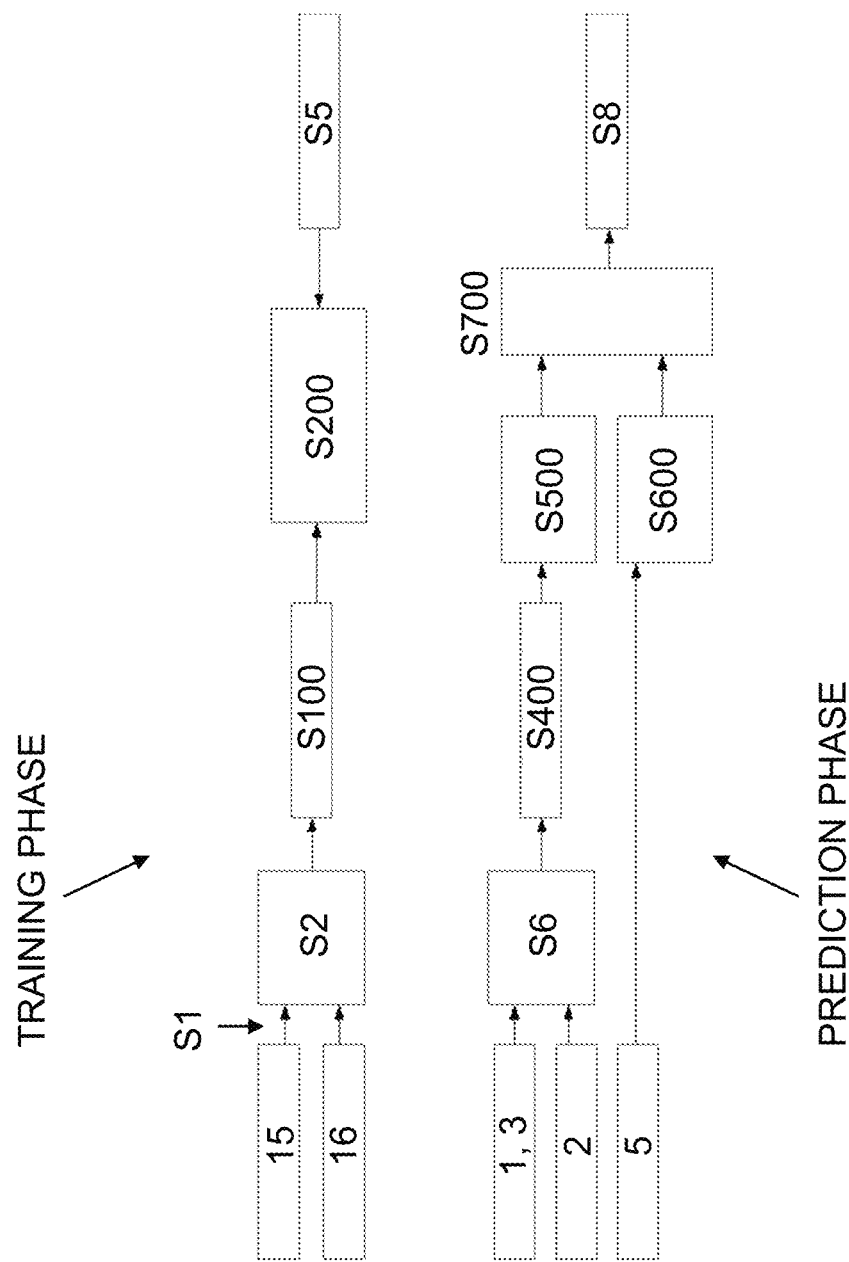 TRAINING PHASE
S1
15
16
S2
S100
S200
S5
1, 3
2
5
S6
S400
S500
S600
S700
S8
PREDICTION PHASE